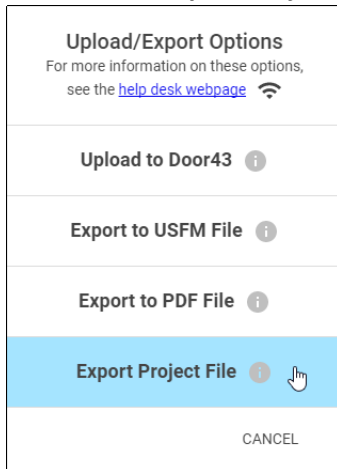 Upload/Export Options
For more information on these options,
see the help desk webpage
Upload to Door43
Export to USFM File
Export to PDF File
Export Project File
CANCEL